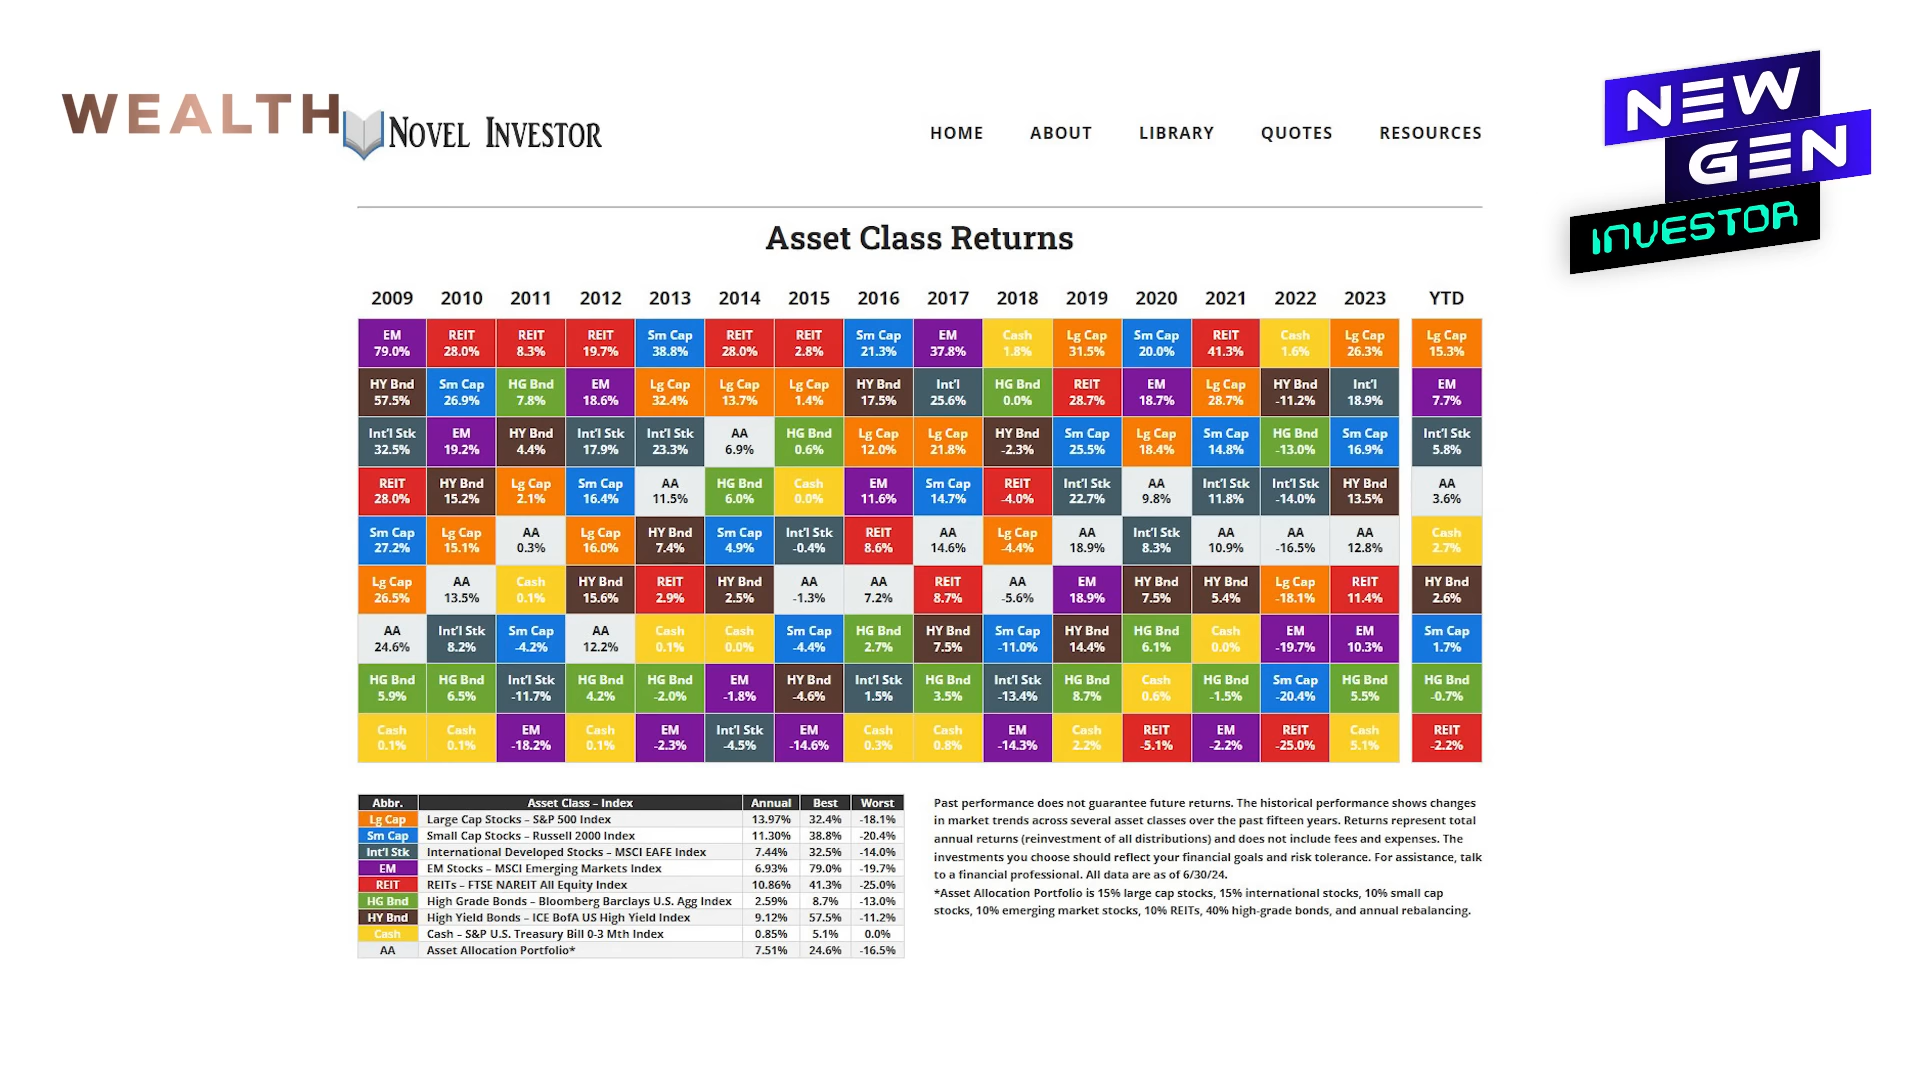 WEALTH
NOVEL INVESTOR
HOME ABOUT LIBRARY QUOTES RESOURCES
NEW
GEN
INVESTOR
Asset Class Returns
2009 2010 2011 2012 2013 2014 2015 2016 2017 2018 2019 2020 2021 2022 2023 YTD
EM REIT REIT REIT Sm Cap REIT REIT Sm Cap EM Cash Lg Cap Sm Cap REIT Cash Lg Cap Lg Cap
79.0% 28.0% 8.3% 19.7% 38.8% 28.0% 2.8% 21.3% 37.8% 1.8% 31.5% 20.0% 41.3% 1.6% 26.3% 15.3%
HY Bnd Sm Cap HG Bnd EM Lg Cap Lg Cap Lg Cap HY Bnd Int'l HG Bnd REIT EM Lg Cap HY Bnd Int'l EM
57.5% 26.9% 7.8% 18.6% 32.4% 13.7% 1.4% 17.5% 25.6% 0.0% 28.7% 18.7% 28.7% -11.2% 18.9% 7.7%
Int'l Stk EM HY Bnd Int'l Stk Int'l Stk AA HG Bnd Lg Cap Lg Cap HY Bnd Sm Cap Lg Cap Sm Cap HG Bnd Sm Cap Int'l Stk
32.5% 19.2% 4.4% 17.9% 23.3% 6.9% 0.6% 12.0% 21.8% -2.3% 25.5% 18.4% 14.8% -13.0% 16.9% 5.8%
REIT HY Bnd Lg Cap Sm Cap AA HG Bnd Cash EM Sm Cap REIT Int'l Stk AA Int'l Stk Int'l Stk HY Bnd AA
28.0% 15.2% 2.1% 16.4% 11.5% 6.0% 0.0% 11.6% 14.7% -4.0% 22.7% 9.8% 11.8% -14.0% 13.5% 3.6%
Sm Cap Lg Cap AA Lg Cap HY Bnd Sm Cap Int'l Stk REIT AA Lg Cap AA Int'l Stk AA AA AA Cash
27.2% 15.1% 0.3% 16.0% 7.4% 4.9% -0.4% 8.6% 14.6% -4.4% 18.9% 8.3% 10.9% -16.5% 12.8% 2.7%
Lg Cap AA Cash HY Bnd REIT HY Bnd AA AA REIT AA EM HY Bnd HY Bnd Lg Cap REIT HY Bnd
26.5% 13.5% 0.1% 15.6% 2.9% 2.5% -1.3% 7.2% 8.7% -5.6% 18.9% 7.5% 5.4% -18.1% 11.4% 2.6%
AA Int'l Stk Sm Cap AA Cash Cash Sm Cap HG Bnd HY Bnd Sm Cap HY Bnd HG Bnd Cash EM EM Sm Cap
24.6% 8.2% -4.2% 12.2% 0.1% 0.0% -4.4% 2.7% 7.5% -11.0% 14.4% 6.1% 0.0% -19.7% 10.3% 1.7%
HG Bnd HG Bnd Int'l Stk HG Bnd HG Bnd EM HY Bnd Int'l Stk HG Bnd Int'l Stk HG Bnd Cash HG Bnd Sm Cap HG Bnd HG Bnd
5.9% 6.5% -11.7% 4.2% -2.0% -1.8% -4.6% 1.5% 3.5% -13.4% 8.7% 0.6% -1.5% -20.4% 5.5% -0.7%
Cash Cash EM Cash EM Int'l Stk EM Cash Cash EM Cash REIT EM REIT Cash REIT
0.1% 0.1% -18.2% 0.1% -2.3% -4.5% -14.6% 0.3% 0.8% -14.3% 2.2% -5.1% -2.2% -25.0% 5.1% -2.2%
Abbr. Asset Class – Index Annual Best Worst
Lg Cap Large Cap Stocks – S&P 500 Index 13.97% 32.4% -18.1%
Sm Cap Small Cap Stocks – Russell 2000 Index 11.30% 38.8% -20.4%
Int'l Stk International Developed Stocks – MSCI EAFE Index 7.44% 32.5% -14.0%
EM EM Stocks – MSCI Emerging Markets Index 6.93% 79.0% -19.7%
REIT REITs – FTSE NAREIT All Equity Index 10.86% 41.3% -25.0%
HG Bnd High Grade Bonds – Bloomberg Barclays U.S. Agg Index 2.59% 8.7% -13.0%
HY Bnd High Yield Bonds – ICE BofA US High Yield Index 9.12% 57.5% -11.2%
Cash Cash – S&P U.S. Treasury Bill 0-3 Mth Index 0.85% 5.1% 0.0%
AA Asset Allocation Portfolio* 7.51% 24.6% -16.5%
Past performance does not guarantee future returns. The historical performance shows changes
in market trends across several asset classes over the past fifteen years. Returns represent total
annual returns (reinvestment of all distributions) and does not include fees and expenses. The
investments you choose should reflect your financial goals and risk tolerance. For assistance, talk
to a financial professional. All data are as of 6/30/24.
*Asset Allocation Portfolio is 15% large cap stocks, 15% international stocks, 10% small cap
stocks, 10% emerging market stocks, 10% REITs, 40% high-grade bonds, and annual rebalancing.